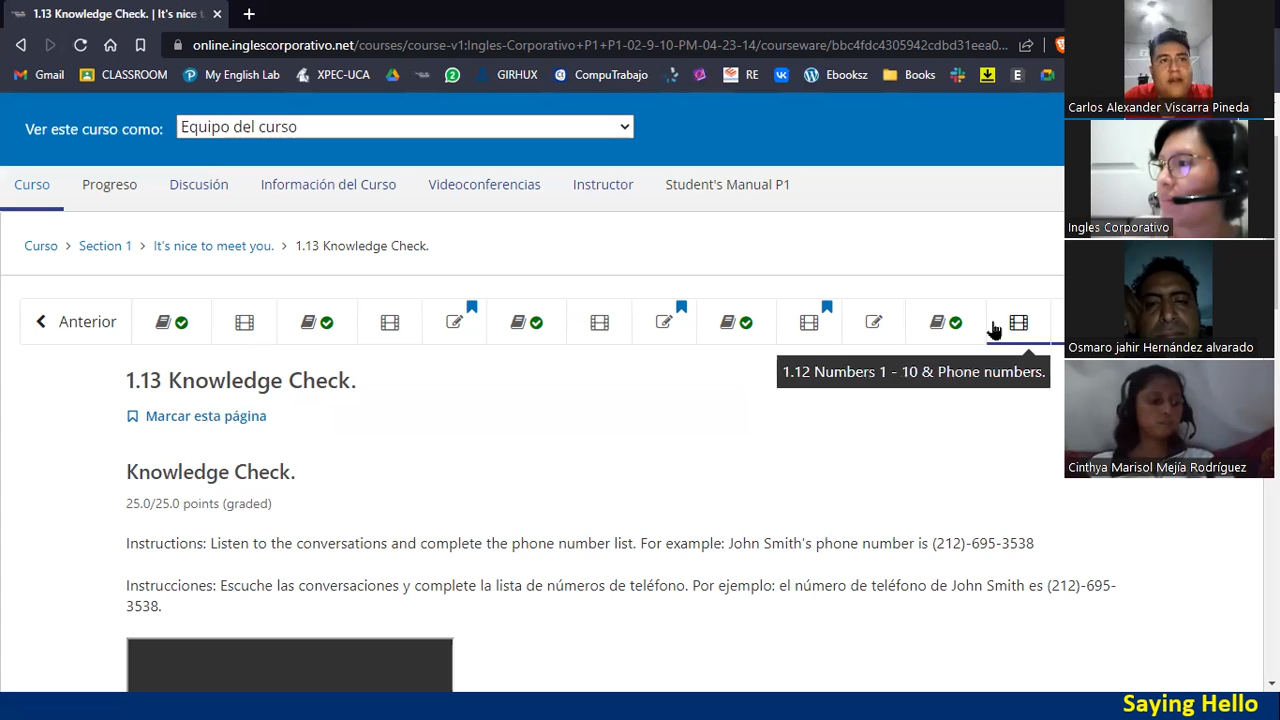 1.13 Knowledge Check. | It's nice t
online.inglescorporativo.net/courses/course-v1:Ingles-Corporativo+P1+P1-02-9-10-PM-04-23-14/courseware/bbc4fdc4305942cdbd31eea0...
Gmail CLASSROOM My English Lab XPEC-UCA 2 GIRHUX CompuTrabajo RE VK Ebooksz Books E
Ver este curso como: Equipo del curso
Curso Progreso Discusión Información del Curso Videoconferencias Instructor Student's Manual P1
Curso > Section 1 > It's nice to meet you. > 1.13 Knowledge Check.
Anterior
1.12 Numbers 1 - 10 & Phone numbers.
1.13 Knowledge Check.
Marcar esta página
Knowledge Check.
25.0/25.0 points (graded)
Instructions: Listen to the conversations and complete the phone number list. For example: John Smith's phone number is (212)-695-3538
Instrucciones: Escuche las conversaciones y complete la lista de números de teléfono. Por ejemplo: el número de teléfono de John Smith es (212)-695-
3538.
Carlos Alexander Viscarra Pineda
Ingles Corporativo
Osmaro jahir Hernández alvarado
Cinthya Marisol Mejía Rodríguez
Saying Hello